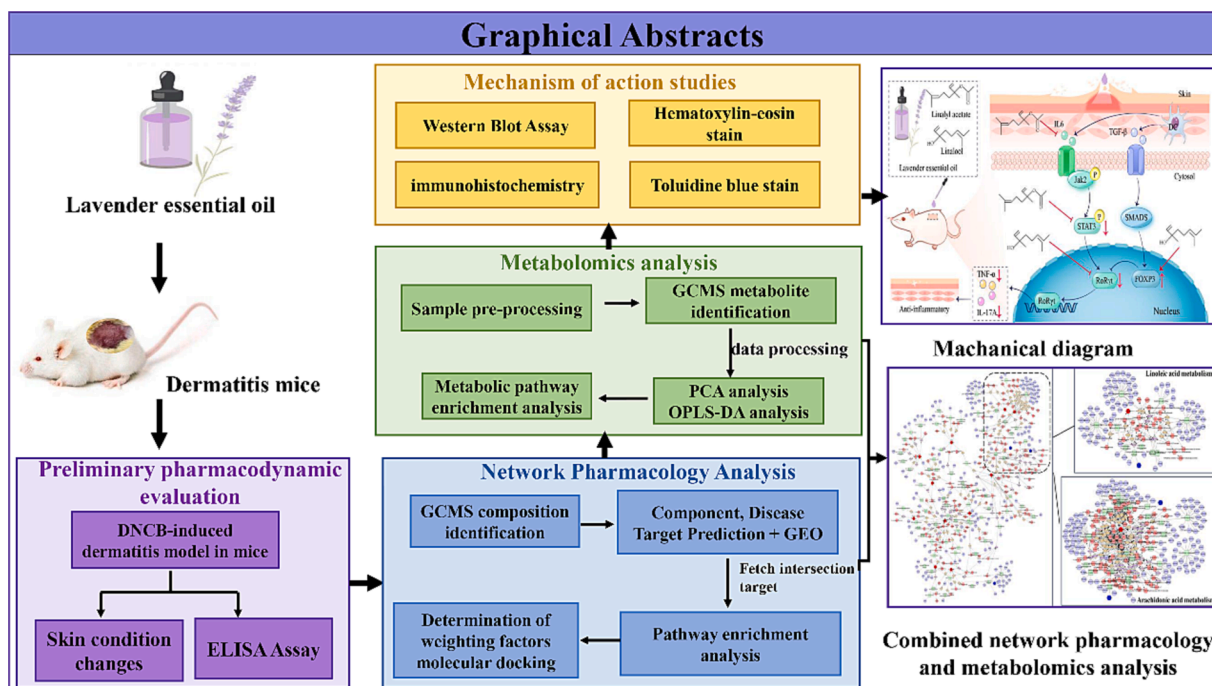 Graphical Abstracts
Lavender essential oil
Dermatitis mice
Preliminary pharmacodynamic
evaluation
DNCB-induced
dermatitis model in mice
Skin condition
changes
ELISA Assay
Mechanism of action studies
Western Blot Assay
Hematoxylin-cosin
stain
immunohistochemistry
Toluidine blue stain
Metabolomics analysis
Sample pre-processing
GCMS metabolite
identification
data processing
Metabolic pathway
enrichment analysis
PCA analysis
OPLS-DA analysis
Network Pharmacology Analysis
GCMS composition
identification
Component, Disease
Target Prediction + GEO
Fetch intersection
target
Determination of
weighting factors
molecular docking
Pathway enrichment
analysis
Linalyl acetate
Linalool
Lavender essential oil
Skin
IL6
TGF-β
DC
Jak2
P
Cytosol
STAT3
P
SMAD5
TNF-α
IL-17A
RoRγt
FOXP3
RoRγt
Anti-inflammatory
Nucleus
Machanical diagram
Linoleic acid metabolism
Arachidonic acid metabolism
Combined network pharmacology
and metabolomics analysis